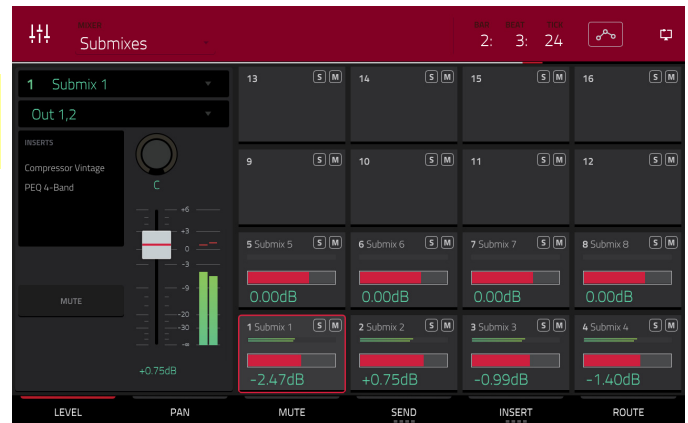 MIXER
Submixes
BAR BEAT TICK
2: 3: 24
1 Submix 1
Out 1,2
INSERTS
Compressor Vintage
PEQ 4-Band
C
+6
+3
0
-3
-9
-20
-30
-∞
MUTE
+0.75dB
13 S M
14 S M
15 S M
16 S M
9 S M
10 S M
11 S M
12 S M
5 Submix 5 S M
0.00dB
6 Submix 6 S M
0.00dB
7 Submix 7 S M
0.00dB
8 Submix 8 S M
0.00dB
1 Submix 1 S M
-2.47dB
2 Submix 2 S M
+0.75dB
3 Submix 3 S M
-0.99dB
4 Submix 4 S M
-1.40dB
LEVEL PAN MUTE SEND INSERT ROUTE